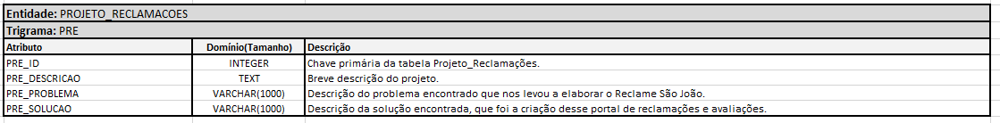 Entidade: PROJETO_RECLAMACOES
Trigrama: PRE
Atributo Domínio(Tamanho) Descrição
PRE_ID INTEGER Chave primária da tabela Projeto_Reclamações.
PRE_DESCRICAO TEXT Breve descrição do projeto.
PRE_PROBLEMA VARCHAR(1000) Descrição do problema encontrado que nos levou a elaborar o Reclame São João.
PRE_SOLUCAO VARCHAR(1000) Descrição da solução encontrada, que foi a criação desse portal de reclamações e avaliações.